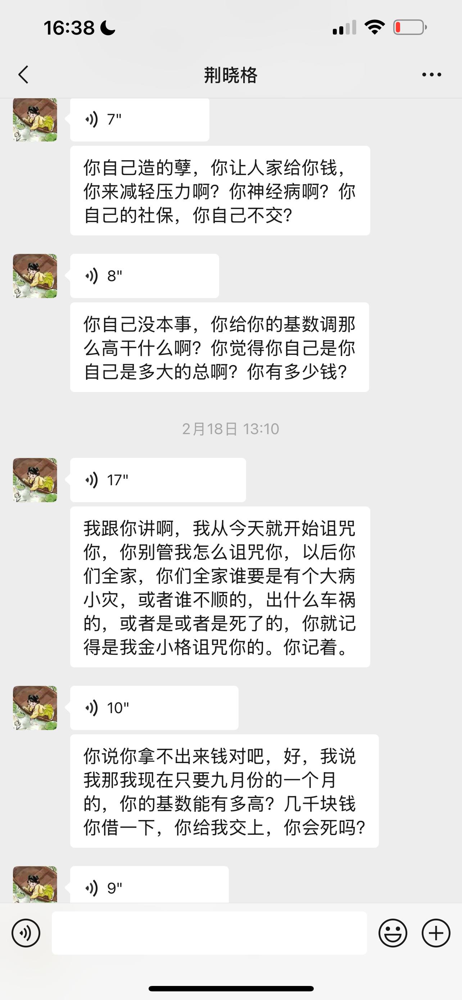 16:38
荆晓格
7"
你自己造的孽，你让人家给你钱，
你来减轻压力啊？你神经病啊？你
自己的社保，你自己不交？
8"
你自己没本事，你给你的基数调那
么高干什么啊？你觉得你自己是你
自己是多大的总啊？你有多少钱？
2月18日 13:10
17"
我跟你讲啊，我从今天就开始诅咒
你，你别管我怎么诅咒你，以后你
们全家，你们全家谁要是有个大病
小灾，或者谁不顺的，出什么车祸
的，或者是或者是死了的，你就记
得是我金小格诅咒你的。你记着。
10"
你说你拿不出来钱对吧，好，我说
我那我现在只要九月份的一个月
的，你的基数能有多高？几千块钱
你借一下，你给我交上，你会死吗？
9"